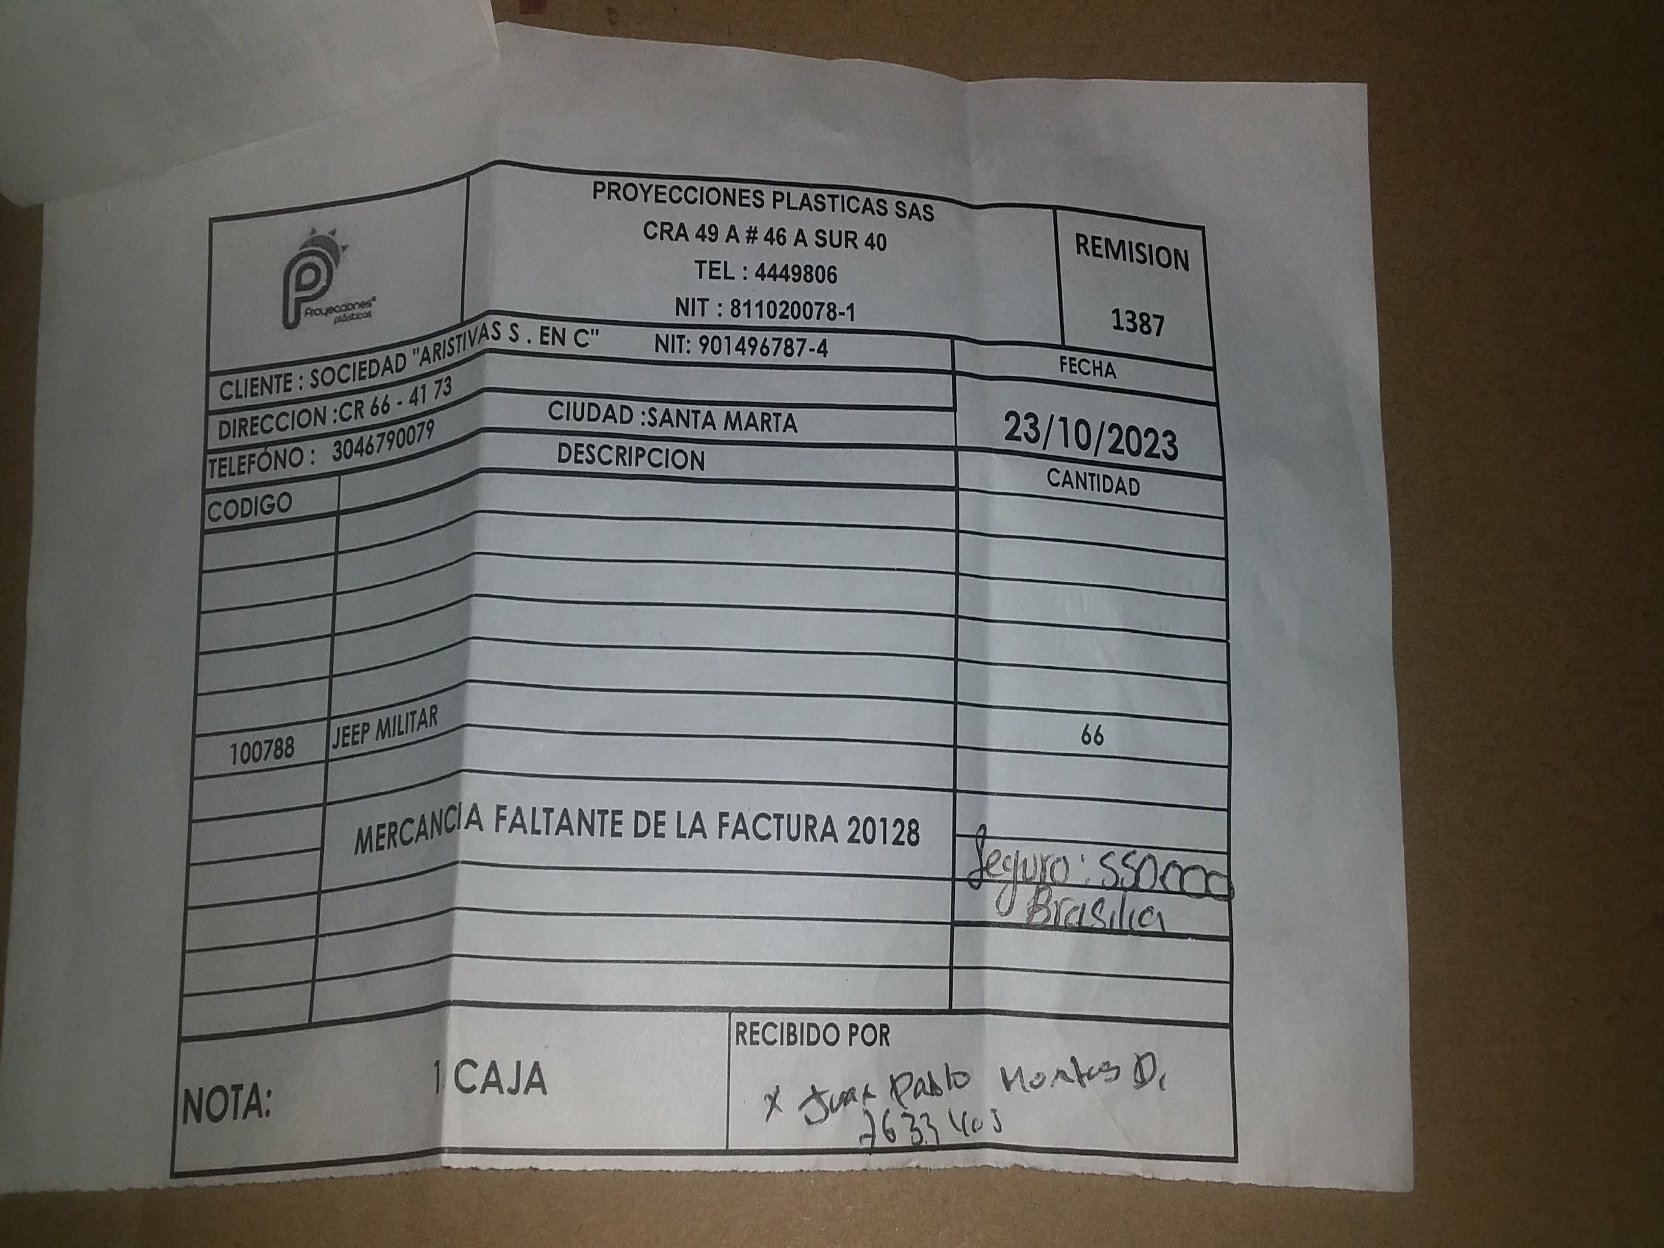 PROYECCIONES PLASTICAS SAS
CRA 49 A # 46 A SUR 40
TEL : 4449806
NIT : 811020078-1
REMISION
1387
Proyecciones
plásticas
CLIENTE : SOCIEDAD "ARISTIVAS S . EN C" NIT: 901496787-4
FECHA
DIRECCION :CR 66 - 41 73
CIUDAD :SANTA MARTA
23/10/2023
TELEFÓNO : 3046790079
CODIGO DESCRIPCION CANTIDAD
100788 JEEP MILITAR 66
MERCANCIA FALTANTE DE LA FACTURA 20128
Seguro: 550000
Brasilia
NOTA: 1 CAJA
RECIBIDO POR
x Juan Pablo Montes D.